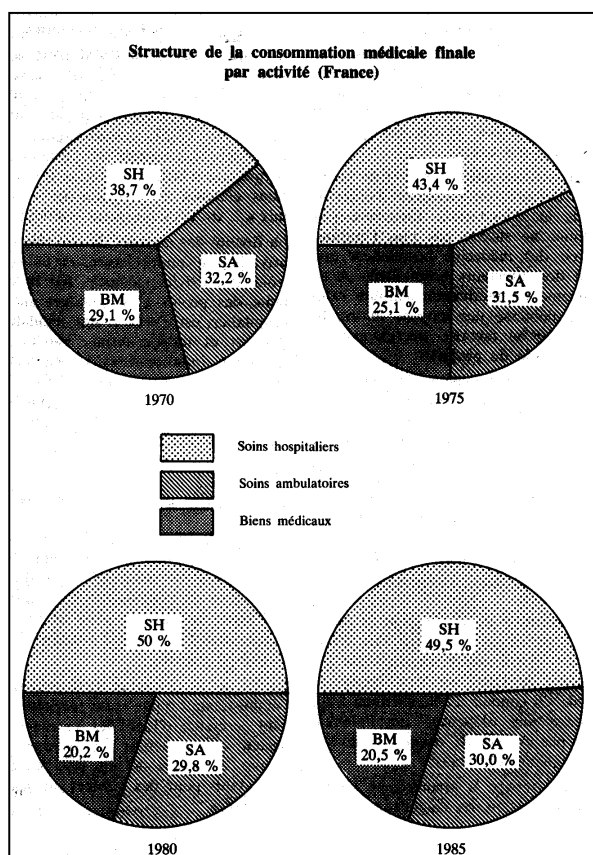 Structure de la consommation médicale finale
par activité (France)
SH
38,7 %
SA
32,2 %
BM
29,1 %
1970
SH
43,4 %
SA
31,5 %
BM
25,1 %
1975
Soins hospitaliers
Soins ambulatoires
Biens médicaux
SH
50 %
BM
20,2 %
SA
29,8 %
1980
SH
49,5 %
BM
20,5 %
SA
30,0 %
1985